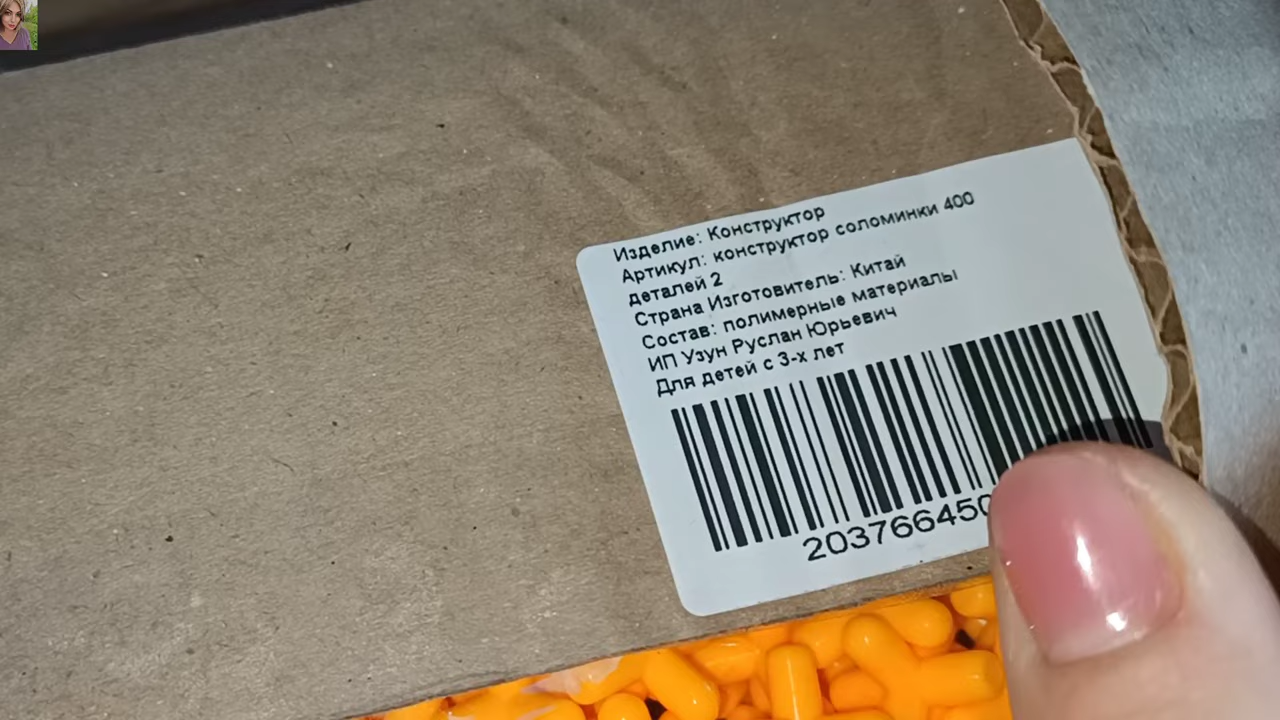 Изделие: Конструктор
Артикул: конструктор соломинки 400
деталей 2
Страна Изготовитель: Китай
Состав: полимерные материалы
ИП Узун Руслан Юрьевич
Для детей с 3-х лет
203766450